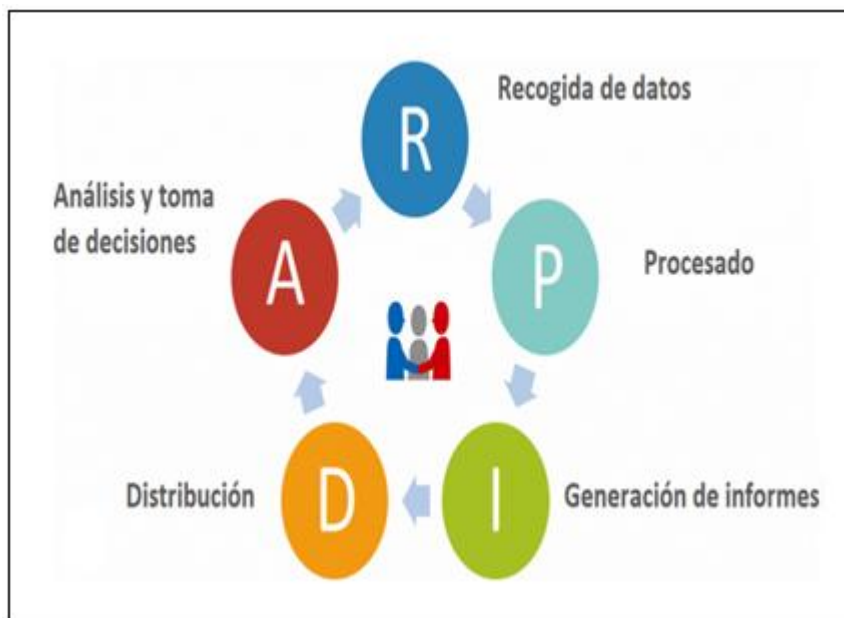 R
Recogida de datos
P
Procesado
I
Generación de informes
D
Distribución
A
Análisis y toma
de decisiones